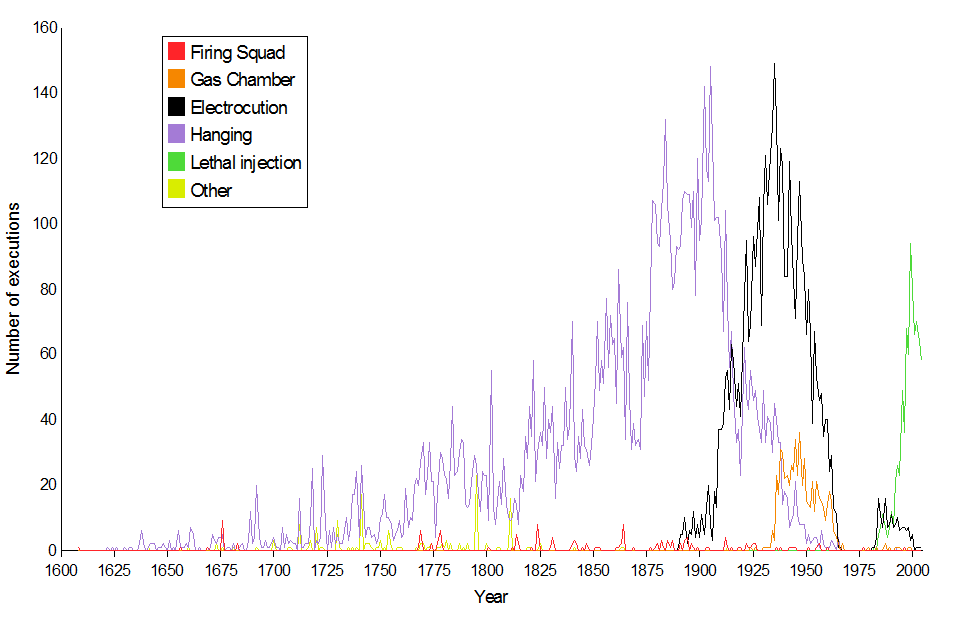 160
140
120
100
80
60
40
20
0
Number of executions
Firing Squad
Gas Chamber
Electrocution
Hanging
Lethal injection
Other
1600 1625 1650 1675 1700 1725 1750 1775 1800 1825 1850 1875 1900 1925 1950 1975 2000
Year